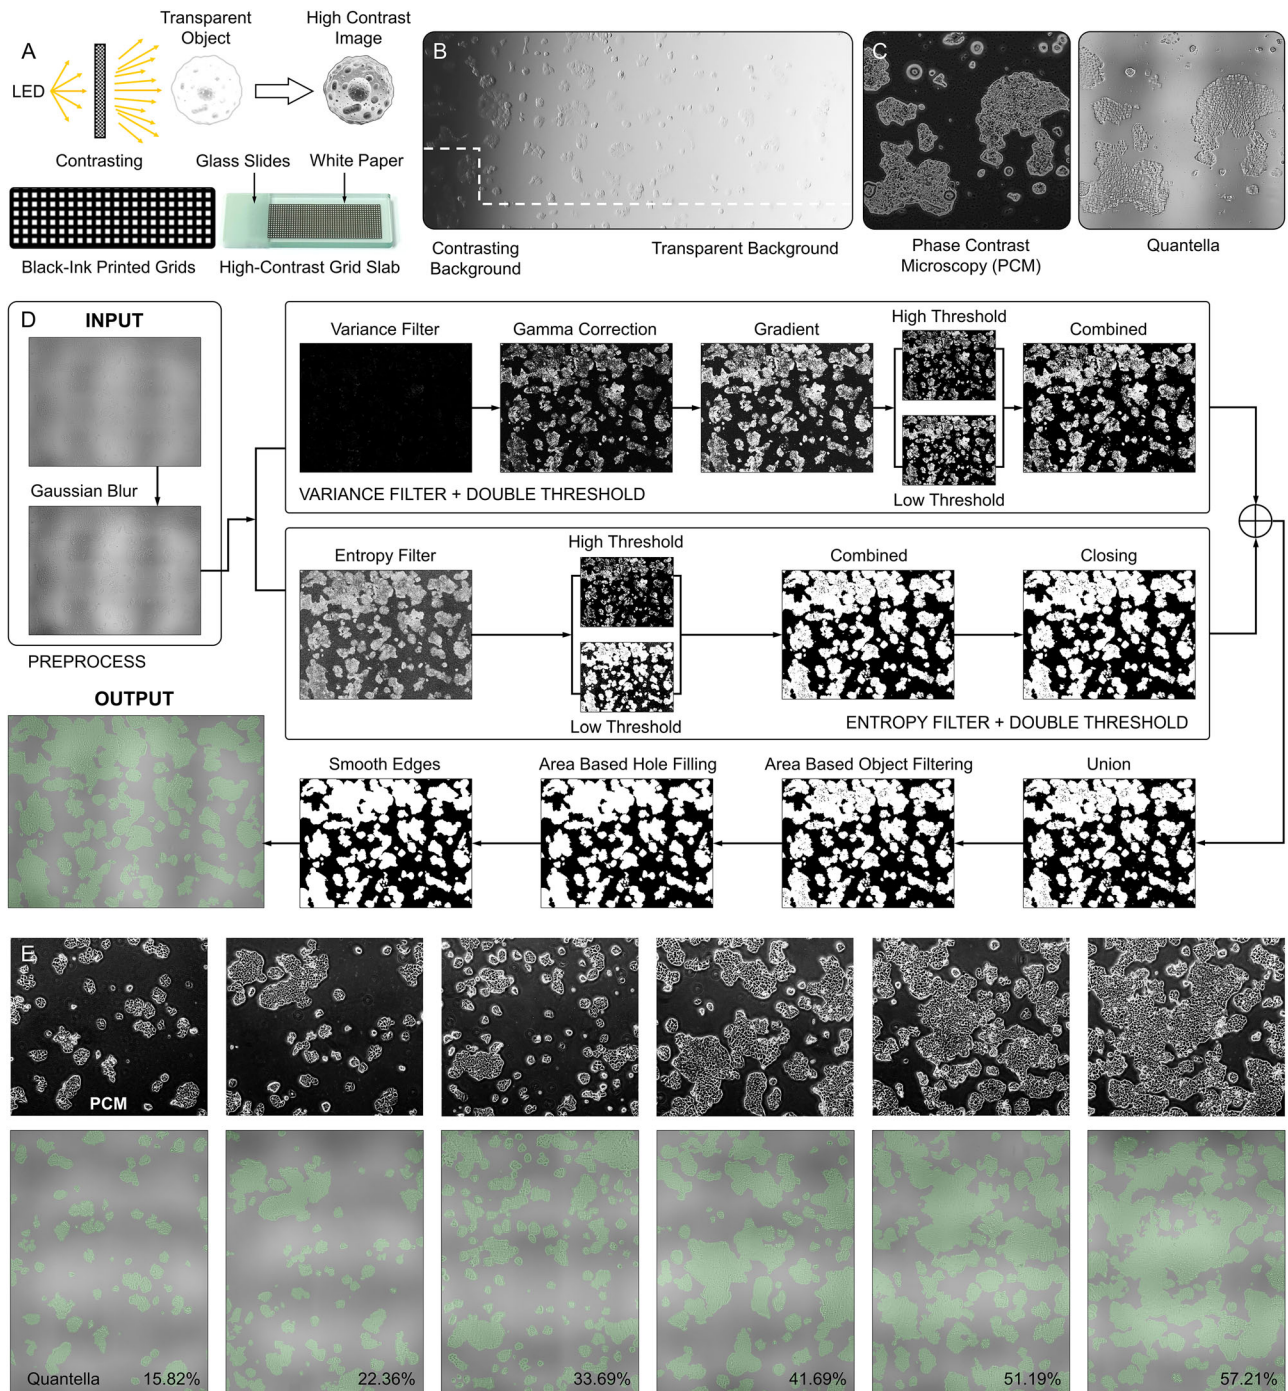 A
Transparent
Object
High Contrast
Image
LED
Contrasting
Glass Slides
White Paper
Black-Ink Printed Grids
High-Contrast Grid Slab
B
Contrasting
Background
Transparent Background
C
Phase Contrast
Microscopy (PCM)
Quantella
D
INPUT
Gaussian Blur
PREPROCESS
Variance Filter
Gamma Correction
Gradient
High Threshold
Low Threshold
Combined
VARIANCE FILTER + DOUBLE THRESHOLD
Entropy Filter
High Threshold
Low Threshold
Combined
Closing
ENTROPY FILTER + DOUBLE THRESHOLD
OUTPUT
Smooth Edges
Area Based Hole Filling
Area Based Object Filtering
Union
E
PCM
Quantella
15.82%
22.36%
33.69%
41.69%
51.19%
57.21%